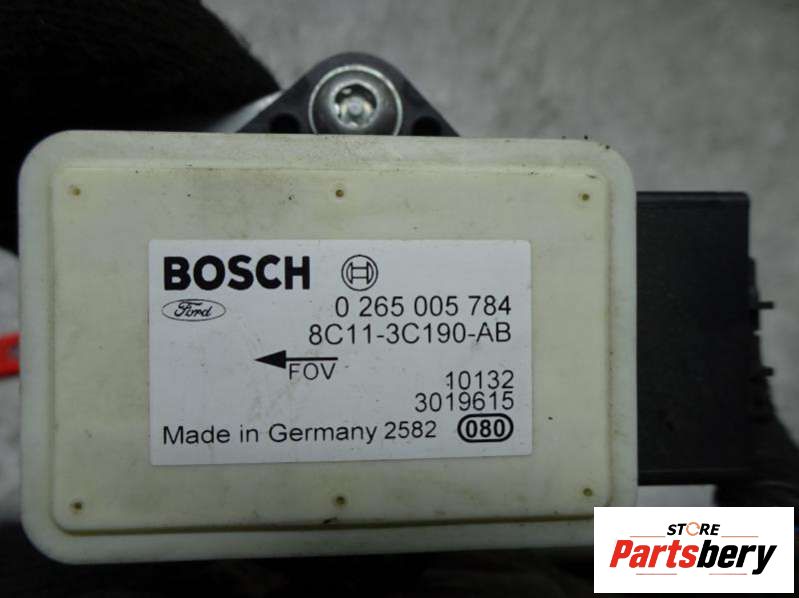 BOSCH
Ford
0 265 005 784
8C11-3C190-AB
FOV
10132
3019615
Made in Germany 2582 080
STORE
Partsbery